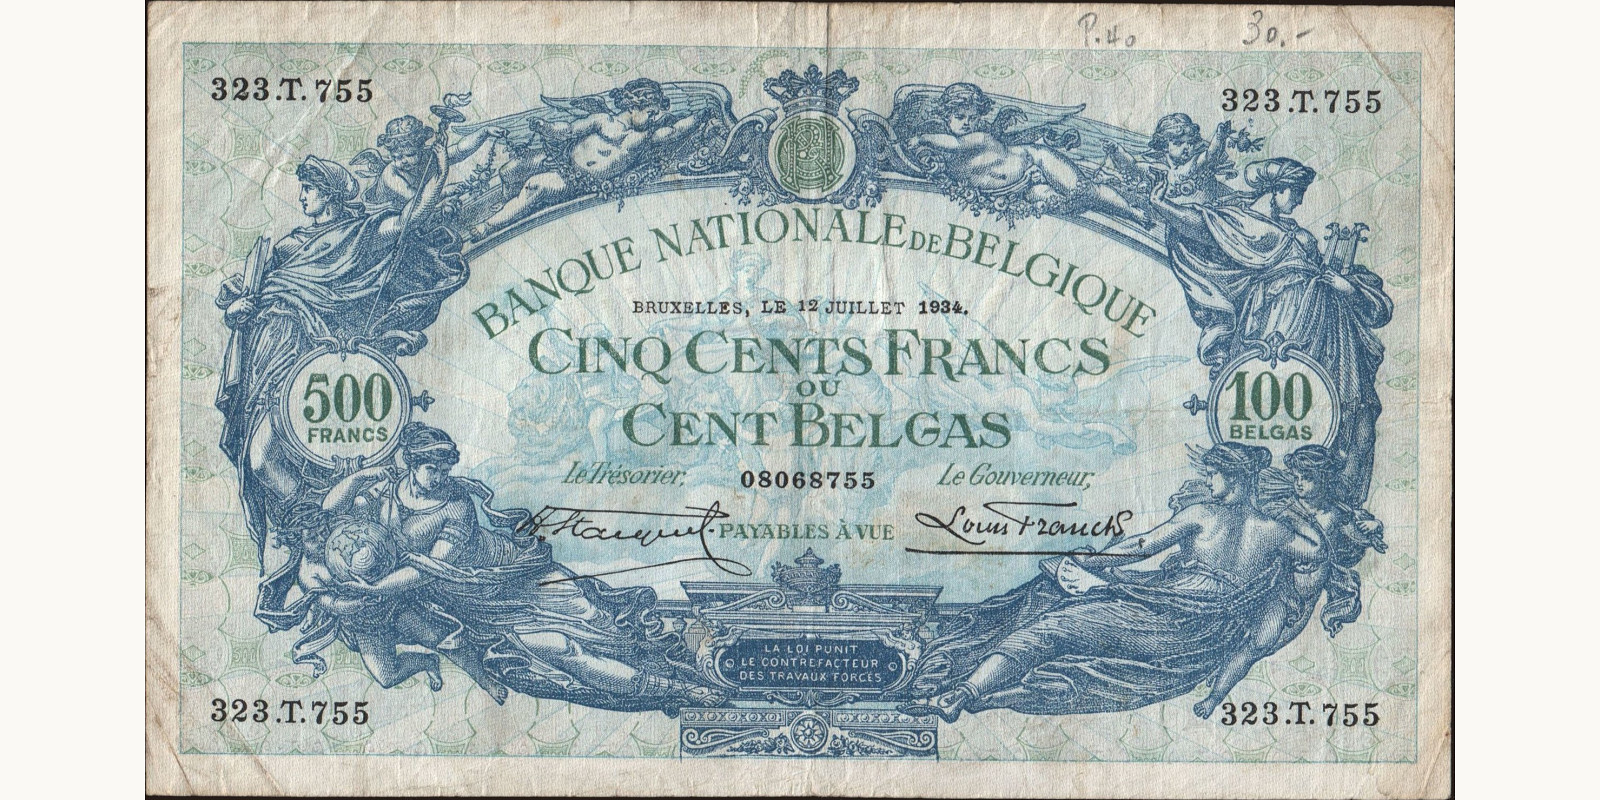 P.40 30.-
323.T.755 323.T.755
BANQUE NATIONALE DE BELGIQUE
BRUXELLES, LE 12 JUILLET 1934.
CINQ CENTS FRANCS
OU
CENT BELGAS
500 FRANCS
100 BELGAS
Le Trésorier, 08068755 Le Gouverneur,
PAYABLES À VUE Louis Franck
LA LOI PUNIT
LE CONTREFACTEUR
DES TRAVAUX FORCÉS
323.T.755 323.T.755